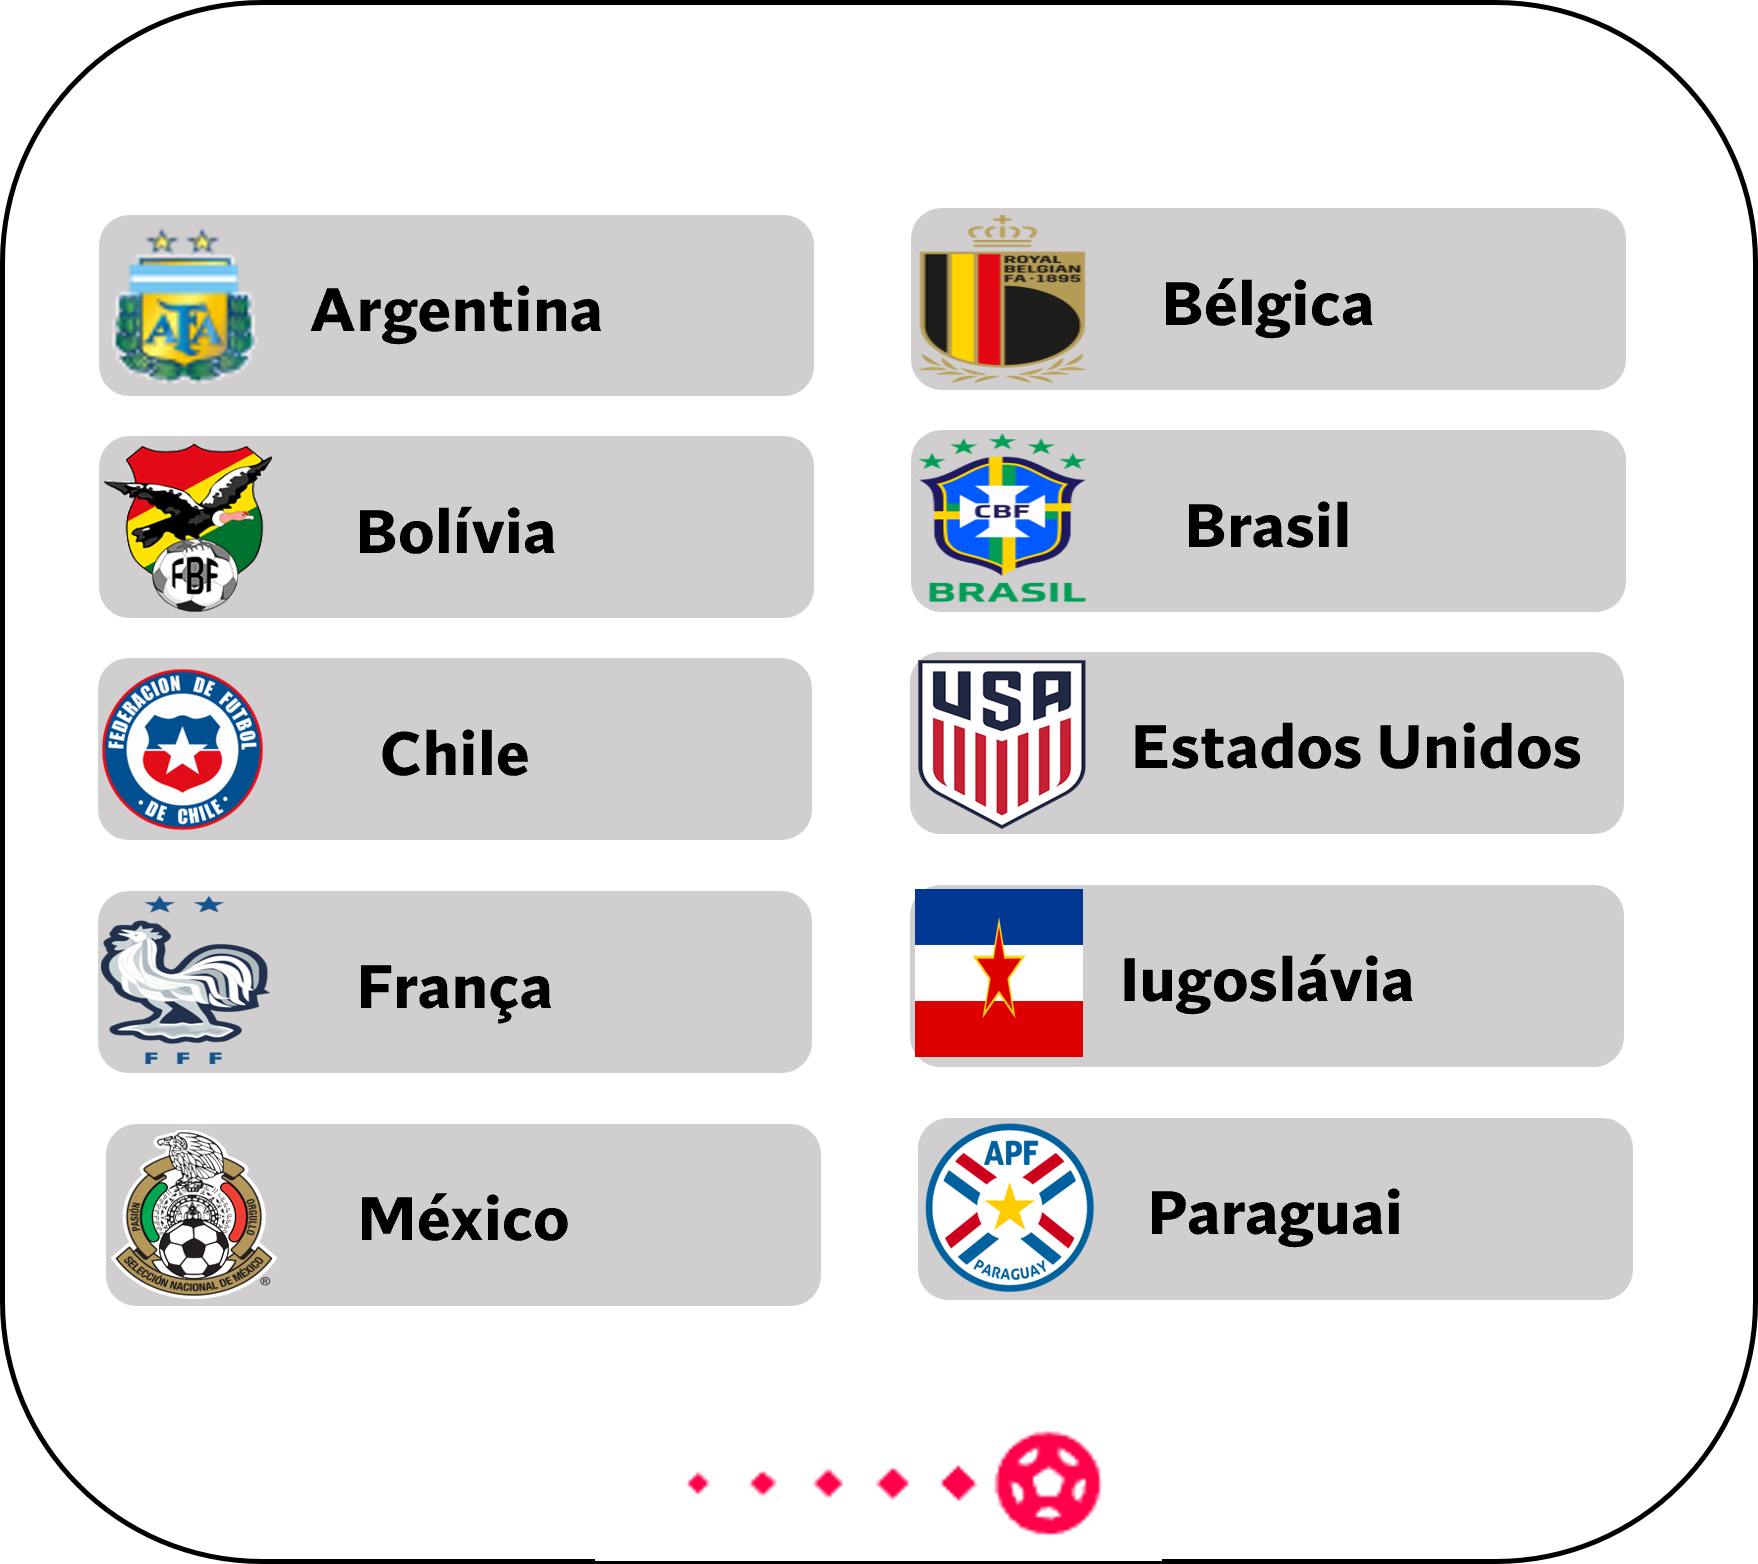 Argentina
AFA
Bélgica
ROYAL
BELGIAN
FA · 1895
Bolívia
FBF
Brasil
CBF
BRASIL
Chile
FEDERACION DE FUTBOL
· DE CHILE ·
Estados Unidos
USA
França
F F F
Iugoslávia
México
PASIÓN
ORGULLO
SELECCIÓN NACIONAL DE MÉXICO
®
Paraguai
APF
PARAGUAY